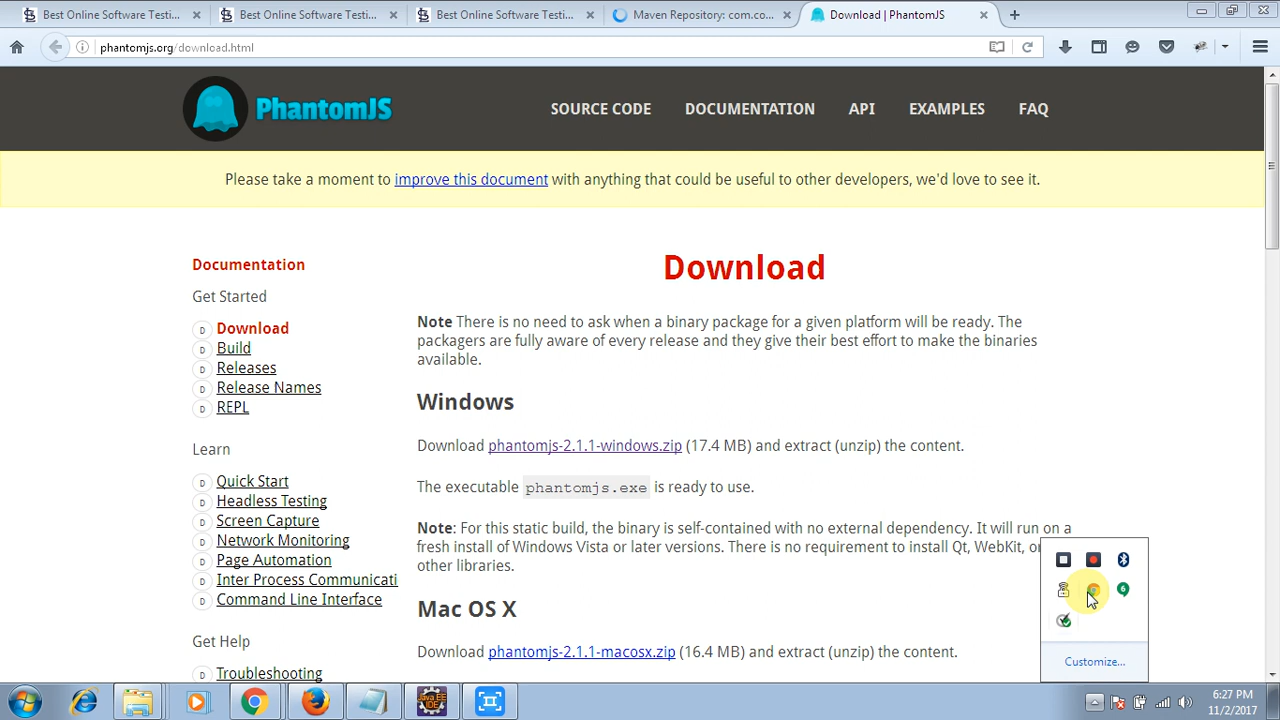 Best Online Software Testi...
Best Online Software Testi...
Best Online Software Testi...
Maven Repository: com.co...
Download | PhantomJS
phantomjs.org/download.html
PhantomJS
SOURCE CODE
DOCUMENTATION
API
EXAMPLES
FAQ
Please take a moment to improve this document with anything that could be useful to other developers, we'd love to see it.
Documentation
Get Started
D Download
D Build
D Releases
D Release Names
D REPL
Learn
D Quick Start
D Headless Testing
D Screen Capture
D Network Monitoring
D Page Automation
D Inter Process Communicati
D Command Line Interface
Get Help
D Troubleshooting
Download
Note There is no need to ask when a binary package for a given platform will be ready. The
packagers are fully aware of every release and they give their best effort to make the binaries
available.
Windows
Download phantomjs-2.1.1-windows.zip (17.4 MB) and extract (unzip) the content.
The executable phantomjs.exe is ready to use.
Note: For this static build, the binary is self-contained with no external dependency. It will run on a
fresh install of Windows Vista or later versions. There is no requirement to install Qt, WebKit, or
other libraries.
Mac OS X
Download phantomjs-2.1.1-macosx.zip (16.4 MB) and extract (unzip) the content.
6
Customize...
Java EE
IDE
6:27 PM
11/2/2017